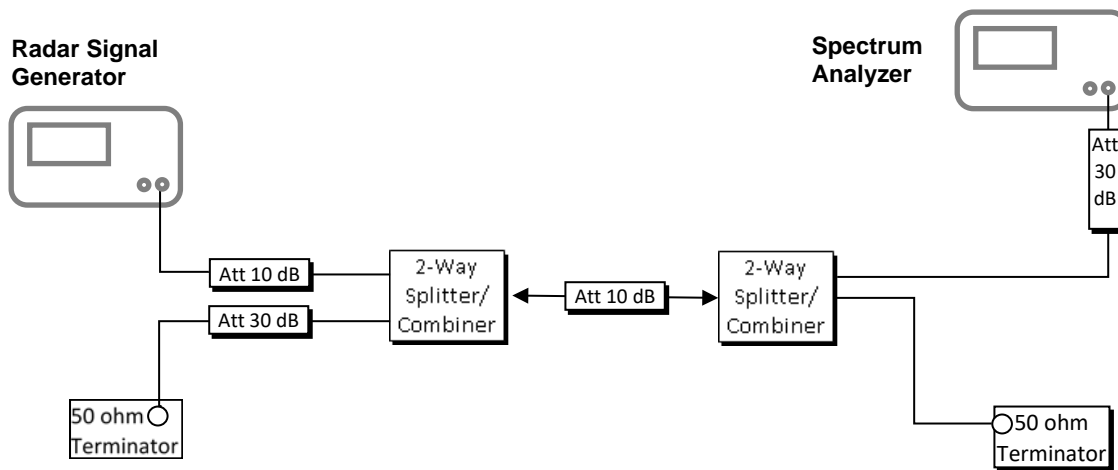 Radar Signal
Generator
Spectrum
Analyzer
Att
30
dB
Att 10 dB
2-Way
Splitter/
Combiner
Att 10 dB
2-Way
Splitter/
Combiner
Att 30 dB
50 ohm
Terminator
50 ohm
Terminator